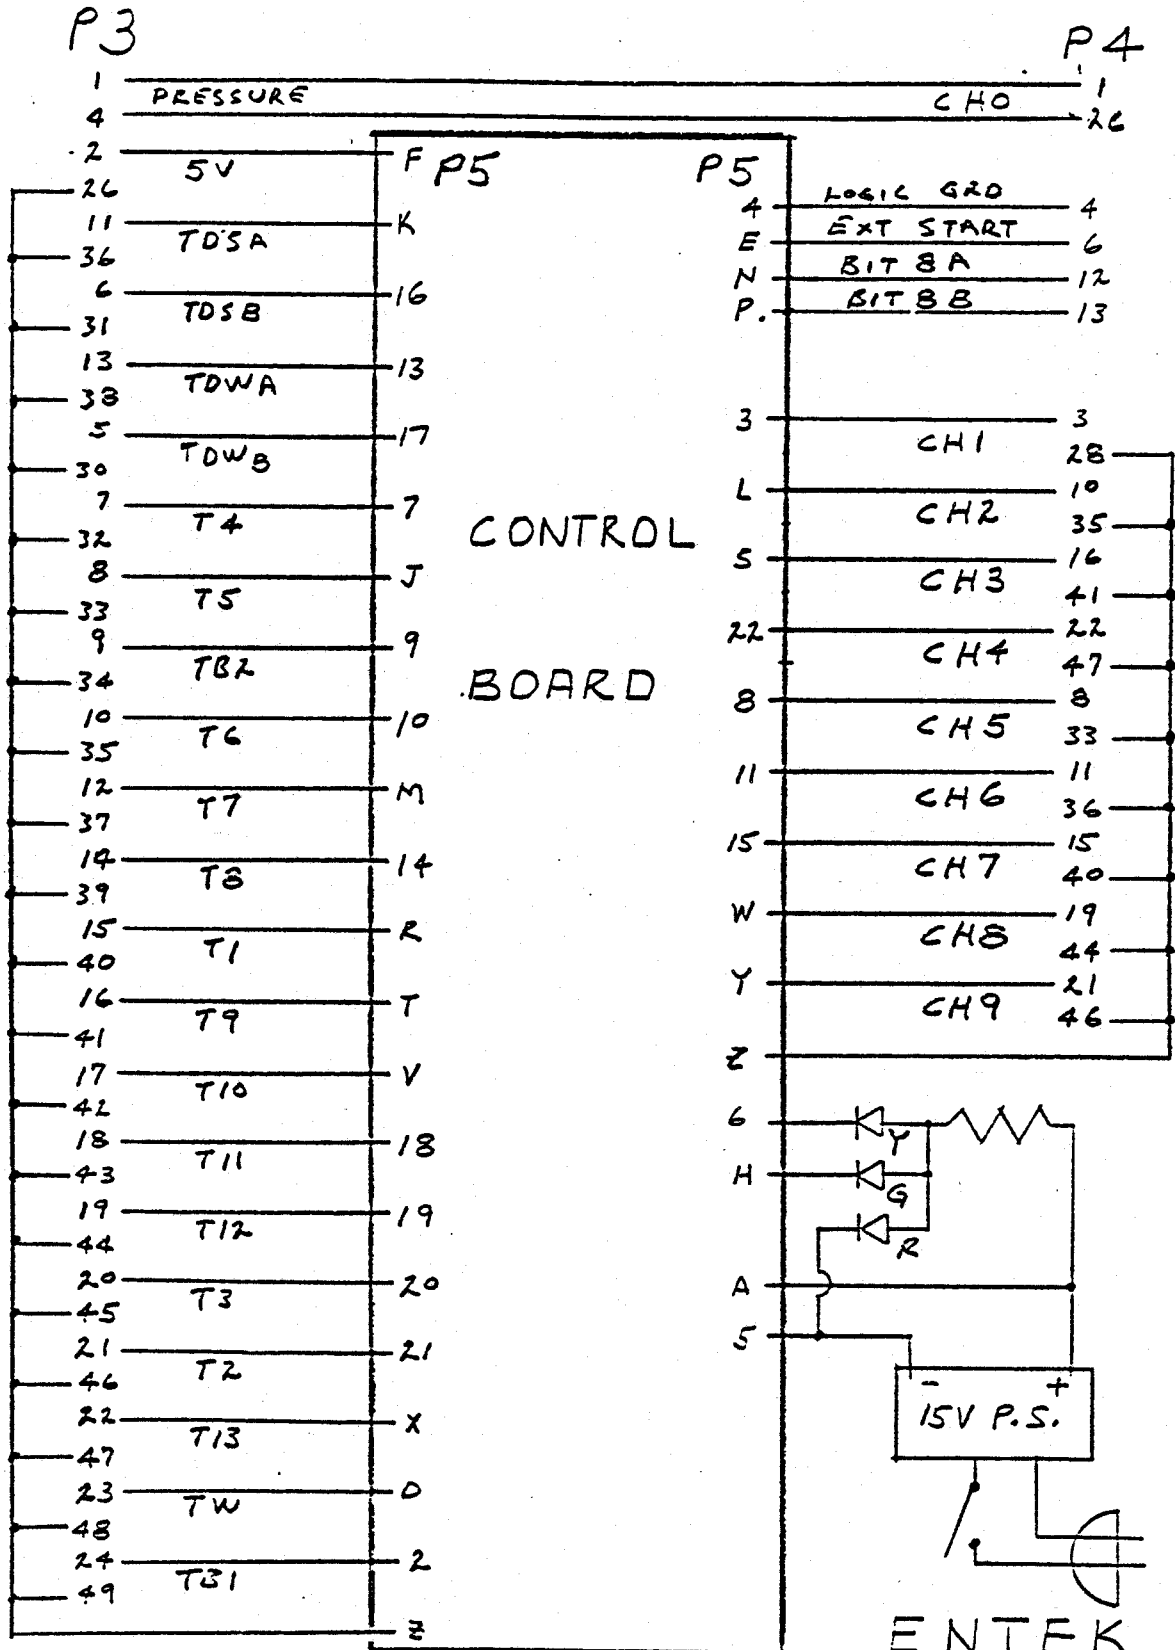 P3 P4
1 PRESSURE CH0 1
4 26
2 5V F P5 P5
26 4 LOGIC GRD 4
11 TDSA K E EXT START 6
36 N BIT 8A 12
6 TDSB 16 P. BIT 8B 13
31
13 TDWA 13
38 3 CH1 3
5 TDWB 17 28
30 L CH2 10
7 T4 7 CONTROL 35
32 S CH3 16
8 T5 J 41
33 22 CH4 22
9 TB2 9 47
34 BOARD 8 CH5 8
10 T6 10 33
35 11 CH6 11
12 T7 M 36
37 15 CH7 15
14 T8 14 40
39 W CH8 19
15 T1 R 44
40 Y CH9 21
16 T9 T 46
41 Z
17 T10 V
42 6 Y
18 T11 18 H G
43 R
19 T12 19
44 A
20 T3 20
45 5
21 T2 21 - +
46 15V P.S.
22 T13 X
47
23 TW D
48
24 TB1 2
49
Z ENTEK